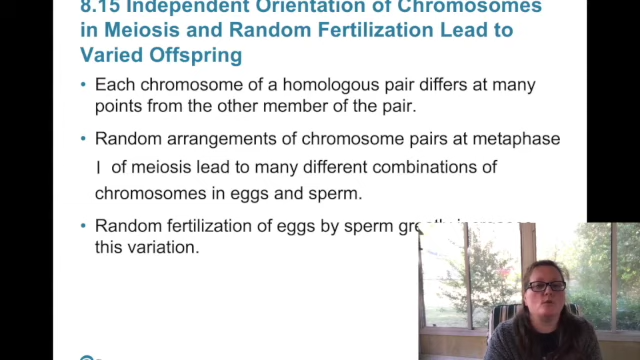 8.15 Independent Orientation of Chromosomes
in Meiosis and Random Fertilization Lead to
Varied Offspring
• Each chromosome of a homologous pair differs at many
points from the other member of the pair.
• Random arrangements of chromosome pairs at metaphase
I of meiosis lead to many different combinations of
chromosomes in eggs and sperm.
• Random fertilization of eggs by sperm
this variation.